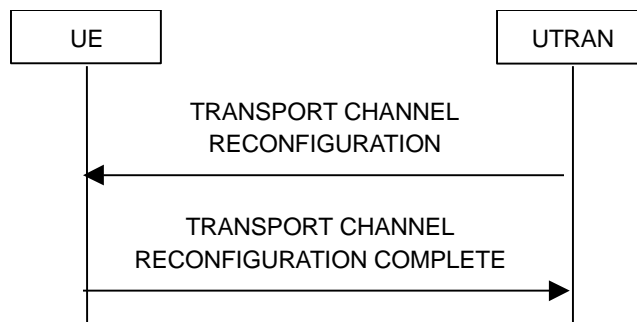 UE
UTRAN
TRANSPORT CHANNEL
RECONFIGURATION
TRANSPORT CHANNEL
RECONFIGURATION COMPLETE